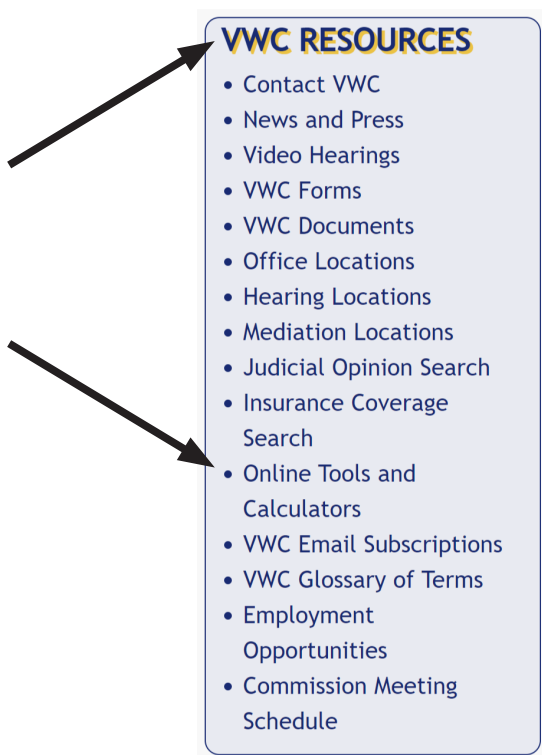 VWC RESOURCES
• Contact VWC
• News and Press
• Video Hearings
• VWC Forms
• VWC Documents
• Office Locations
• Hearing Locations
• Mediation Locations
• Judicial Opinion Search
• Insurance Coverage
Search
• Online Tools and
Calculators
• VWC Email Subscriptions
• VWC Glossary of Terms
• Employment
Opportunities
• Commission Meeting
Schedule